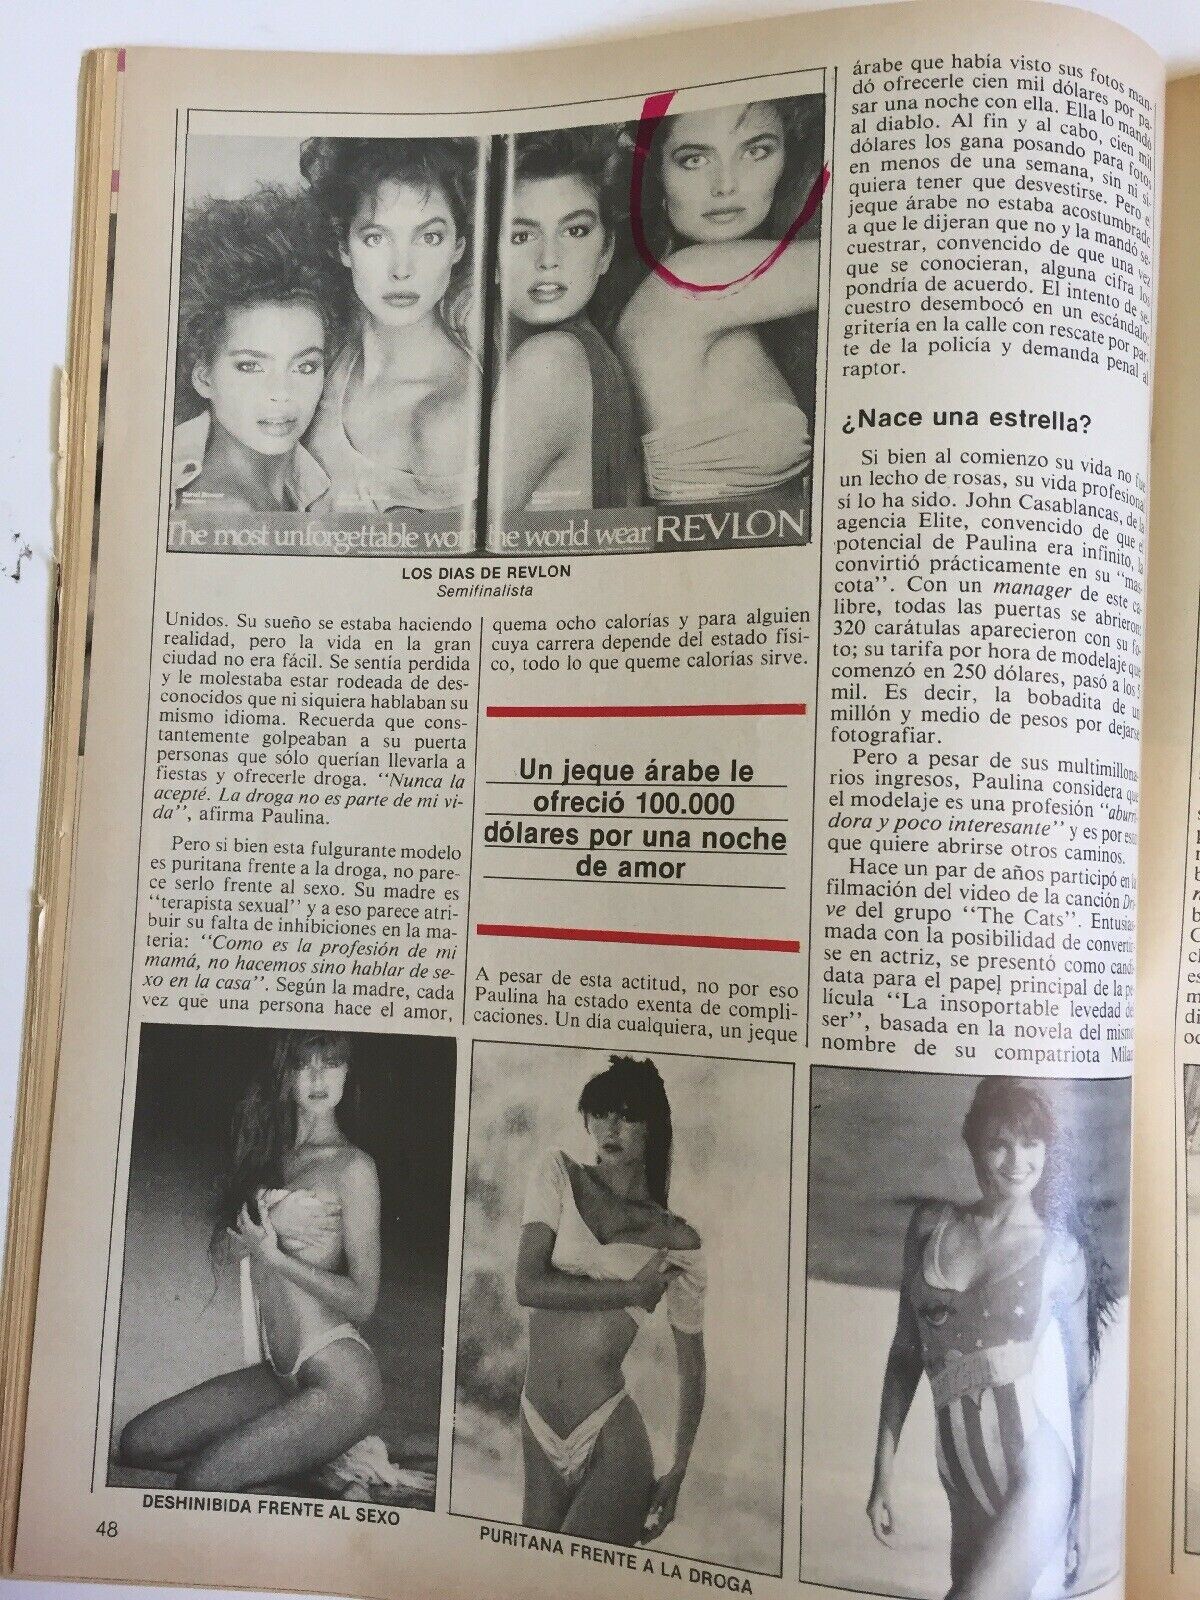 The most unforgettable wom the world wear REVLON
LOS DIAS DE REVLON
Semifinalista
Unidos. Su sueño se estaba haciendo
realidad, pero la vida en la gran
ciudad no era fácil. Se sentía perdida
y le molestaba estar rodeada de des-
conocidos que ni siquiera hablaban su
mismo idioma. Recuerda que cons-
tantemente golpeaban a su puerta
personas que sólo querían llevarla a
fiestas y ofrecerle droga. “Nunca la
acepté. La droga no es parte de mi vi-
da”, afirma Paulina.
Pero si bien esta fulgurante modelo
es puritana frente a la droga, no pare-
ce serlo frente al sexo. Su madre es
“terapista sexual” y a eso parece atri-
buir su falta de inhibiciones en la ma-
teria: “Como es la profesión de mi
mamá, no hacemos sino hablar de se-
xo en la casa”. Según la madre, cada
vez que una persona hace el amor,
quema ocho calorías y para alguien
cuya carrera depende del estado físi-
co, todo lo que queme calorías sirve.
Un jeque árabe le
ofreció 100.000
dólares por una noche
de amor
A pesar de esta actitud, no por eso
Paulina ha estado exenta de compli-
caciones. Un día cualquiera, un jeque
árabe que había visto sus fotos man-
dó ofrecerle cien mil dólares por pa-
sar una noche con ella. Ella lo mandó
al diablo. Al fin y al cabo, cien mil
dólares los gana posando para fotos
en menos de una semana, sin ni si-
quiera tener que desvestirse. Pero el
jeque árabe no estaba acostumbrado
a que le dijeran que no y la mandó se-
cuestrar, convencido de que una vez
que se conocieran, alguna cifra los
pondría de acuerdo. El intento de se-
cuestro desembocó en un escándalo:
gritería en la calle con rescate por par-
te de la policía y demanda penal al
raptor.
¿Nace una estrella?
Si bien al comienzo su vida no fue
un lecho de rosas, su vida profesional
sí lo ha sido. John Casablancas, de la
agencia Elite, convencido de que el
potencial de Paulina era infinito, la
convirtió prácticamente en su “mas-
cota”. Con un manager de este ca-
libre, todas las puertas se abrieron:
320 carátulas aparecieron con su fo-
to; su tarifa por hora de modelaje que
comenzó en 250 dólares, pasó a los 5
mil. Es decir, la bobadita de un
millón y medio de pesos por dejarse
fotografiar.
Pero a pesar de sus multimillona-
rios ingresos, Paulina considera que
el modelaje es una profesión “aburri-
dora y poco interesante” y es por eso
que quiere abrirse otros caminos.
Hace un par de años participó en la
filmación del video de la canción Dri-
ve del grupo “The Cats”. Entusias-
mada con la posibilidad de convertir-
se en actriz, se presentó como candi-
data para el papel principal de la pe-
lícula “La insoportable levedad del
ser”, basada en la novela del mismo
nombre de su compatriota Milan
DESHINIBIDA FRENTE AL SEXO
PURITANA FRENTE A LA DROGA
48